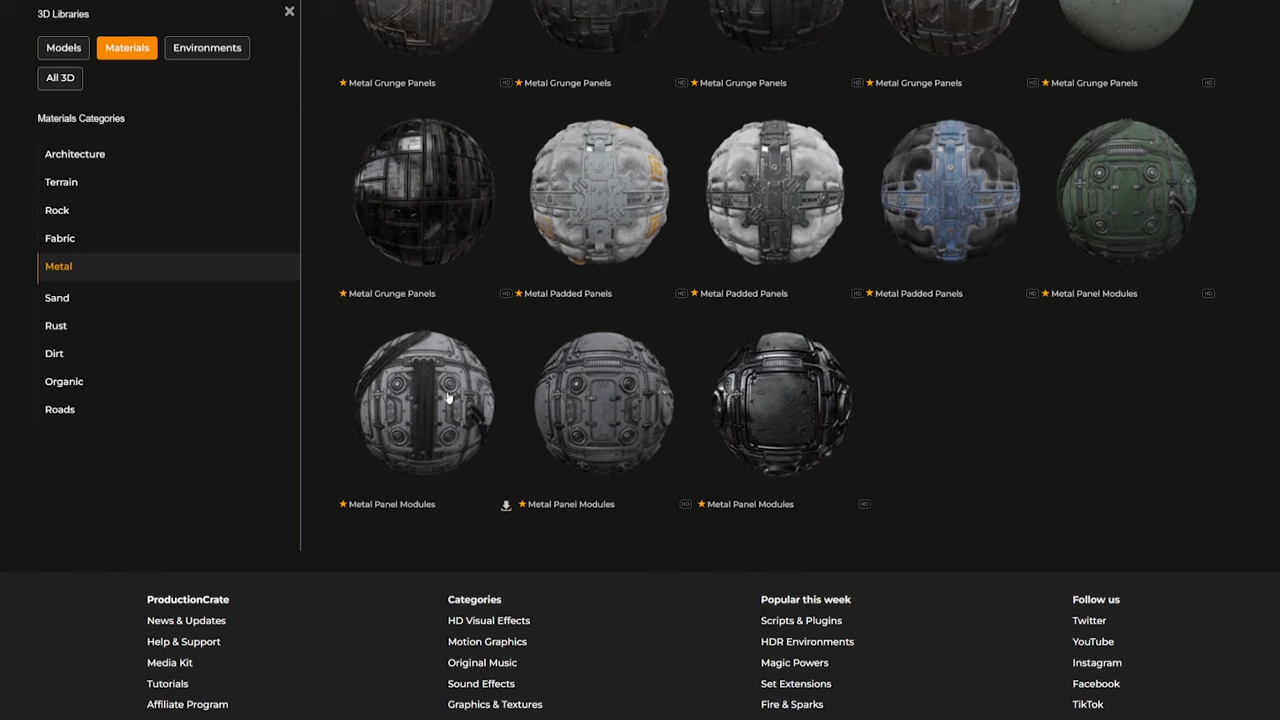 3D Libraries
Models Materials Environments
All 3D
Materials Categories
Architecture
Terrain
Rock
Fabric
Metal
Sand
Rust
Dirt
Organic
Roads
Metal Grunge Panels HD Metal Grunge Panels HD Metal Grunge Panels HD Metal Grunge Panels HD Metal Grunge Panels HD
Metal Grunge Panels HD Metal Padded Panels HD Metal Padded Panels HD Metal Padded Panels HD Metal Panel Modules HD
Metal Panel Modules Metal Panel Modules HD Metal Panel Modules HD
ProductionCrate
News & Updates
Help & Support
Media Kit
Tutorials
Affiliate Program
Categories
HD Visual Effects
Motion Graphics
Original Music
Sound Effects
Graphics & Textures
Popular this week
Scripts & Plugins
HDR Environments
Magic Powers
Set Extensions
Fire & Sparks
Follow us
Twitter
YouTube
Instagram
Facebook
TikTok